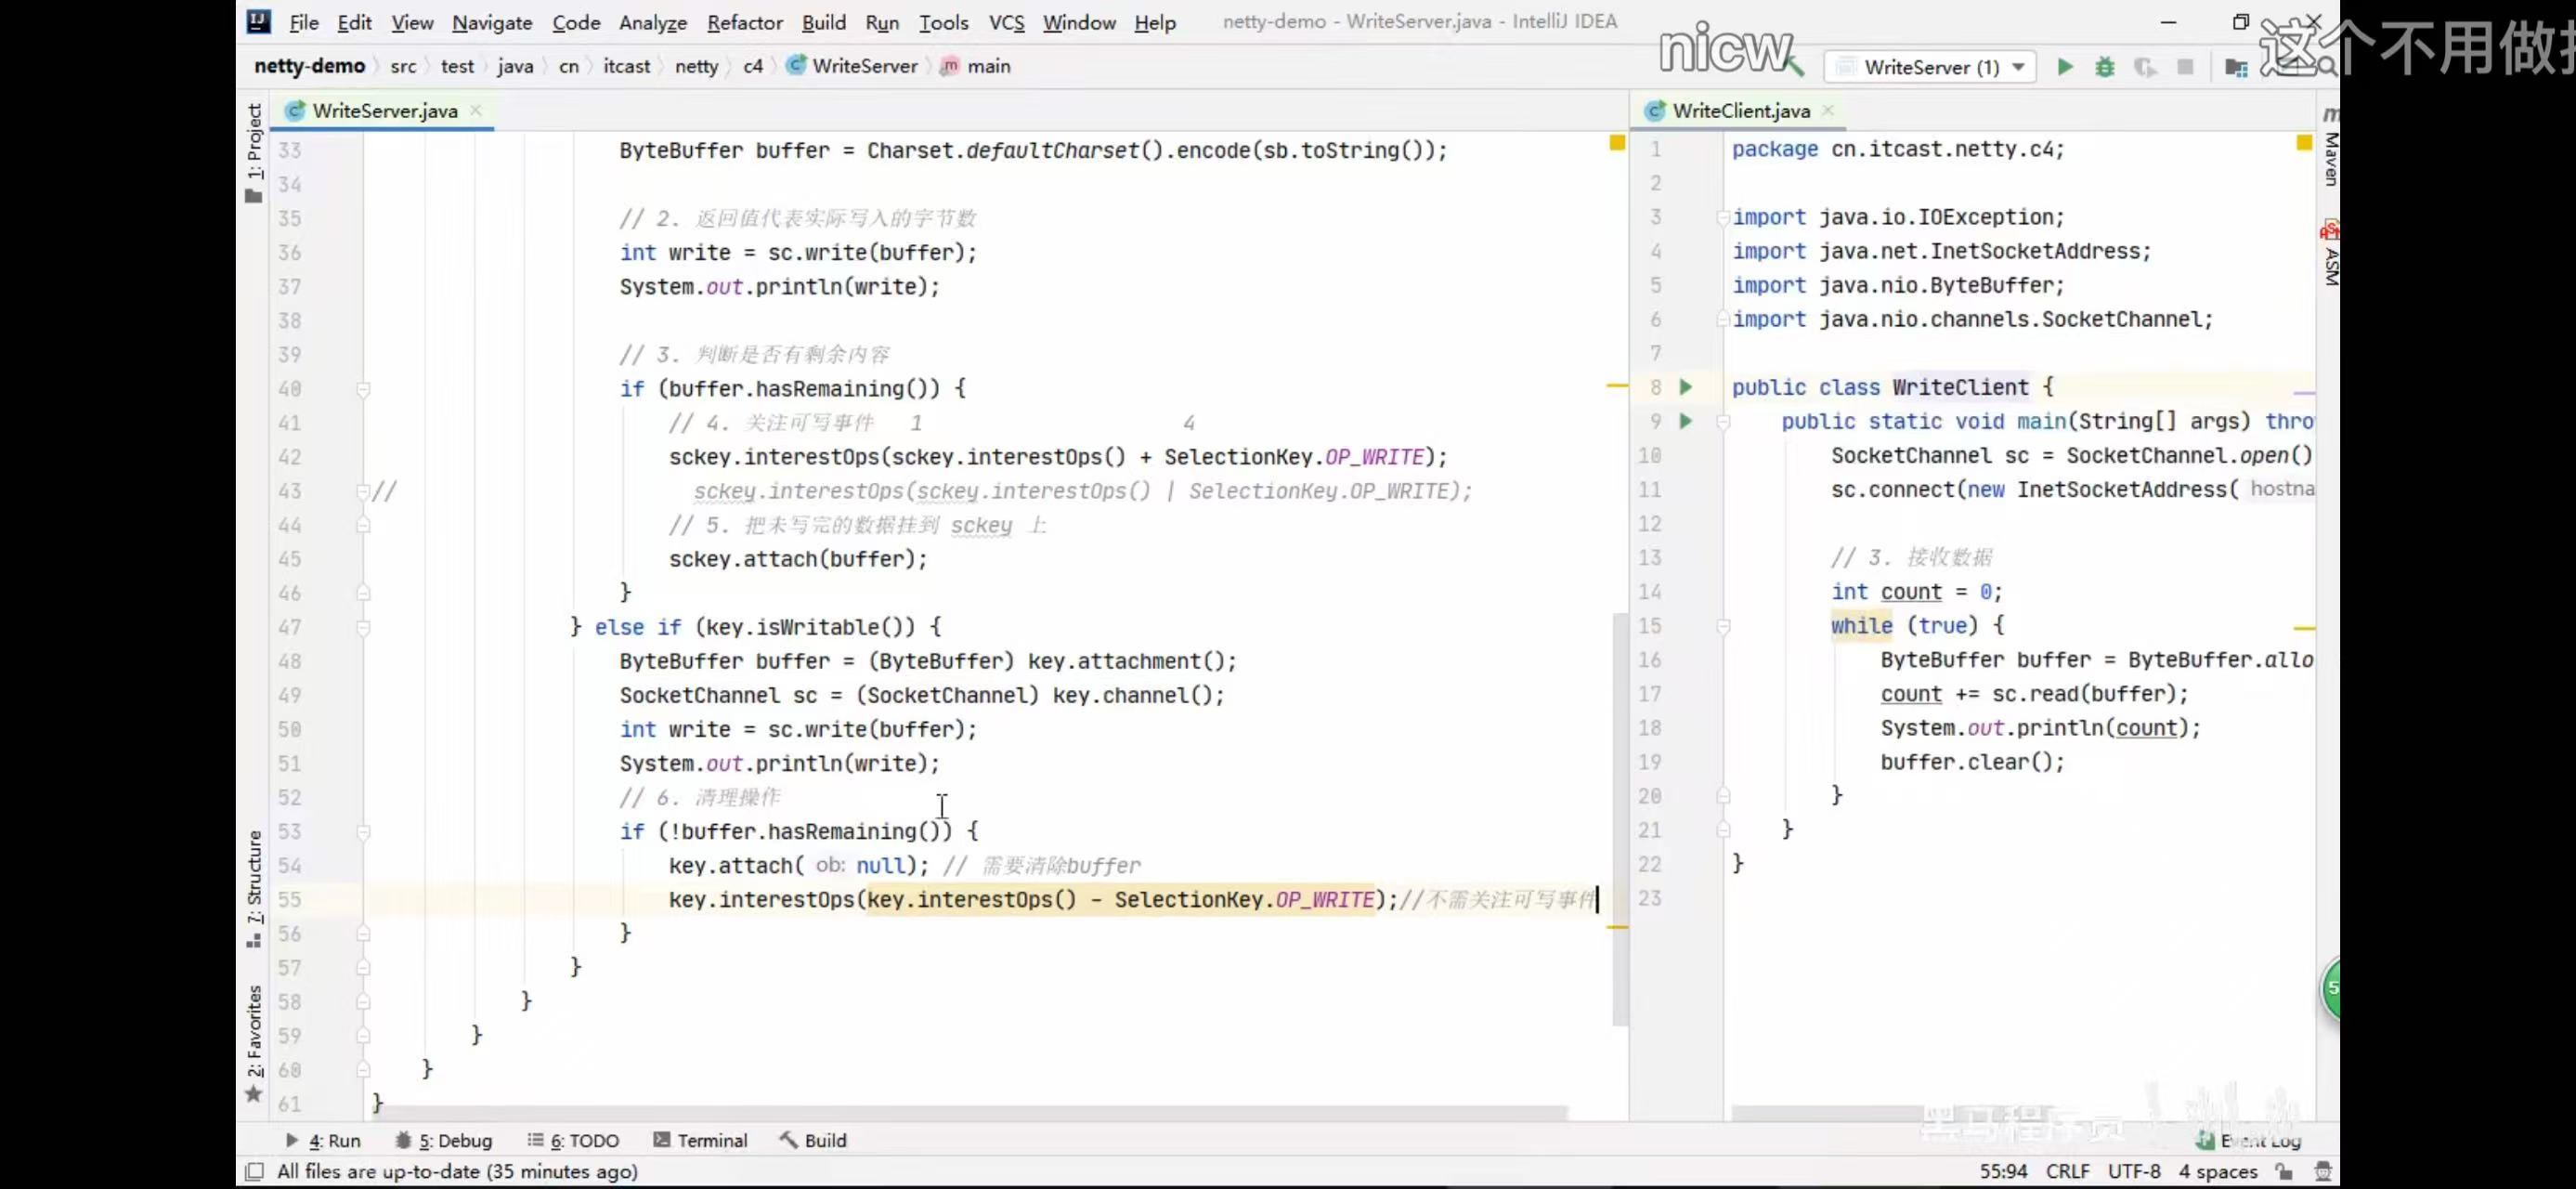 File Edit View Navigate Code Analyze Refactor Build Run Tools VCS Window Help netty-demo - WriteServer.java - IntelliJ IDEA
nicw
netty-demo src test java cn itcast netty c4 WriteServer main
WriteServer (1)
WriteServer.java
1: Project
7: Structure
2: Favorites
33 ByteBuffer buffer = Charset.defaultCharset().encode(sb.toString());
34
35 // 2. 返回值代表实际写入的字节数
36 int write = sc.write(buffer);
37 System.out.println(write);
38
39 // 3. 判断是否有剩余内容
40 if (buffer.hasRemaining()) {
41 // 4. 关注可写事件 1 4
42 sckey.interestOps(sckey.interestOps() + SelectionKey.OP_WRITE);
43 // sckey.interestOps(sckey.interestOps() | SelectionKey.OP_WRITE);
44 // 5. 把未写完的数据挂到 sckey 上
45 sckey.attach(buffer);
46 }
47 } else if (key.isWritable()) {
48 ByteBuffer buffer = (ByteBuffer) key.attachment();
49 SocketChannel sc = (SocketChannel) key.channel();
50 int write = sc.write(buffer);
51 System.out.println(write);
52 // 6. 清理操作
53 if (!buffer.hasRemaining()) {
54 key.attach( ob: null); // 需要清除buffer
55 key.interestOps(key.interestOps() - SelectionKey.OP_WRITE);//不需关注可写事件
56 }
57 }
58 }
59 }
60 }
61 }
WriteClient.java
1 package cn.itcast.netty.c4;
2
3 import java.io.IOException;
4 import java.net.InetSocketAddress;
5 import java.nio.ByteBuffer;
6 import java.nio.channels.SocketChannel;
7
8 public class WriteClient {
9 public static void main(String[] args) thro
10 SocketChannel sc = SocketChannel.open()
11 sc.connect(new InetSocketAddress( hostna
12
13 // 3. 接收数据
14 int count = 0;
15 while (true) {
16 ByteBuffer buffer = ByteBuffer.allo
17 count += sc.read(buffer);
18 System.out.println(count);
19 buffer.clear();
20 }
21 }
22 }
23
这个不用做
m
Maven
ASM
5
黑马程序员
4: Run 5: Debug 6: TODO Terminal Build Event Log
All files are up-to-date (35 minutes ago) 55:94 CRLF UTF-8 4 spaces